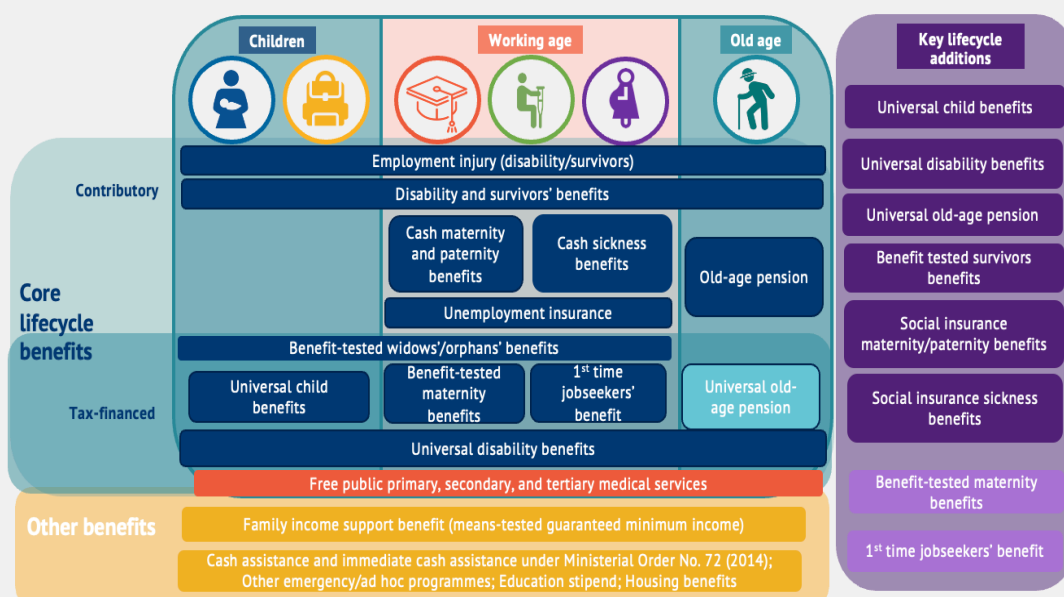 Children
Working age
Old age
Key lifecycle
additions
Core
lifecycle
benefits
Contributory
Employment injury (disability/survivors)
Disability and survivors' benefits
Cash maternity
and paternity
benefits
Cash sickness
benefits
Old-age pension
Unemployment insurance
Tax-financed
Benefit-tested widows'/orphans' benefits
Universal child
benefits
Benefit-tested
maternity
benefits
1st time
jobseekers'
benefit
Universal old-
age pension
Universal disability benefits
Free public primary, secondary, and tertiary medical services
Other benefits
Family income support benefit (means-tested guaranteed minimum income)
Cash assistance and immediate cash assistance under Ministerial Order No. 72 (2014);
Other emergency/ad hoc programmes; Education stipend; Housing benefits
Universal child benefits
Universal disability benefits
Universal old-age pension
Benefit tested survivors
benefits
Social insurance
maternity/paternity benefits
Social insurance sickness
benefits
Benefit-tested maternity
benefits
1st time jobseekers' benefit